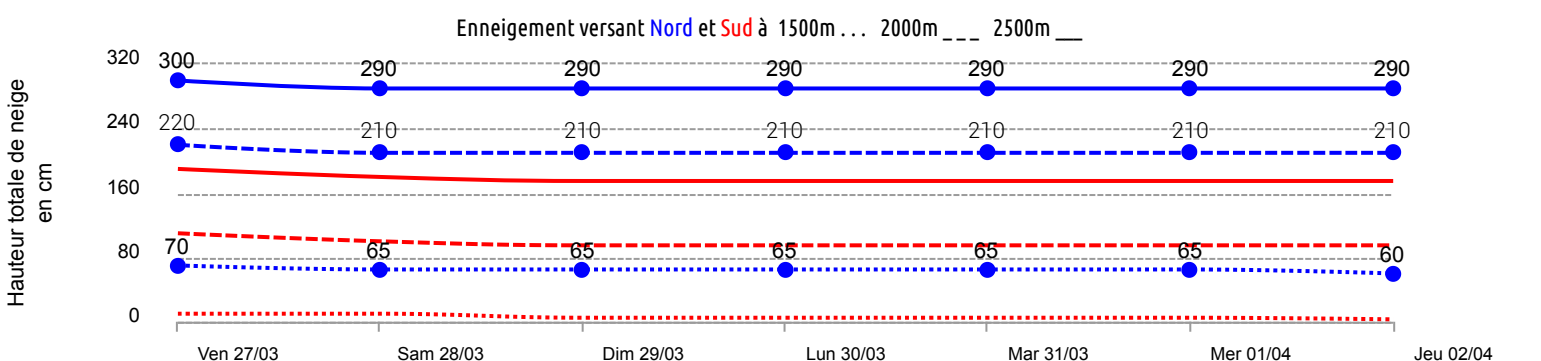 Enneigement versant Nord et Sud à 1500m . . . 2000m _ _ _ 2500m __
Hauteur totale de neige
en cm
320
300 290 290 290 290 290 290
240
220 210 210 210 210 210 210
160
80
70 65 65 65 65 65 60
0
Ven 27/03 Sam 28/03 Dim 29/03 Lun 30/03 Mar 31/03 Mer 01/04 Jeu 02/04